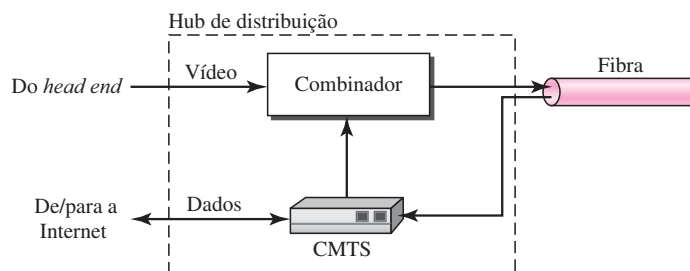 Hub de distribuição
Do head end
Vídeo
Combinador
Fibra
De/para a
Internet
Dados
CMTS